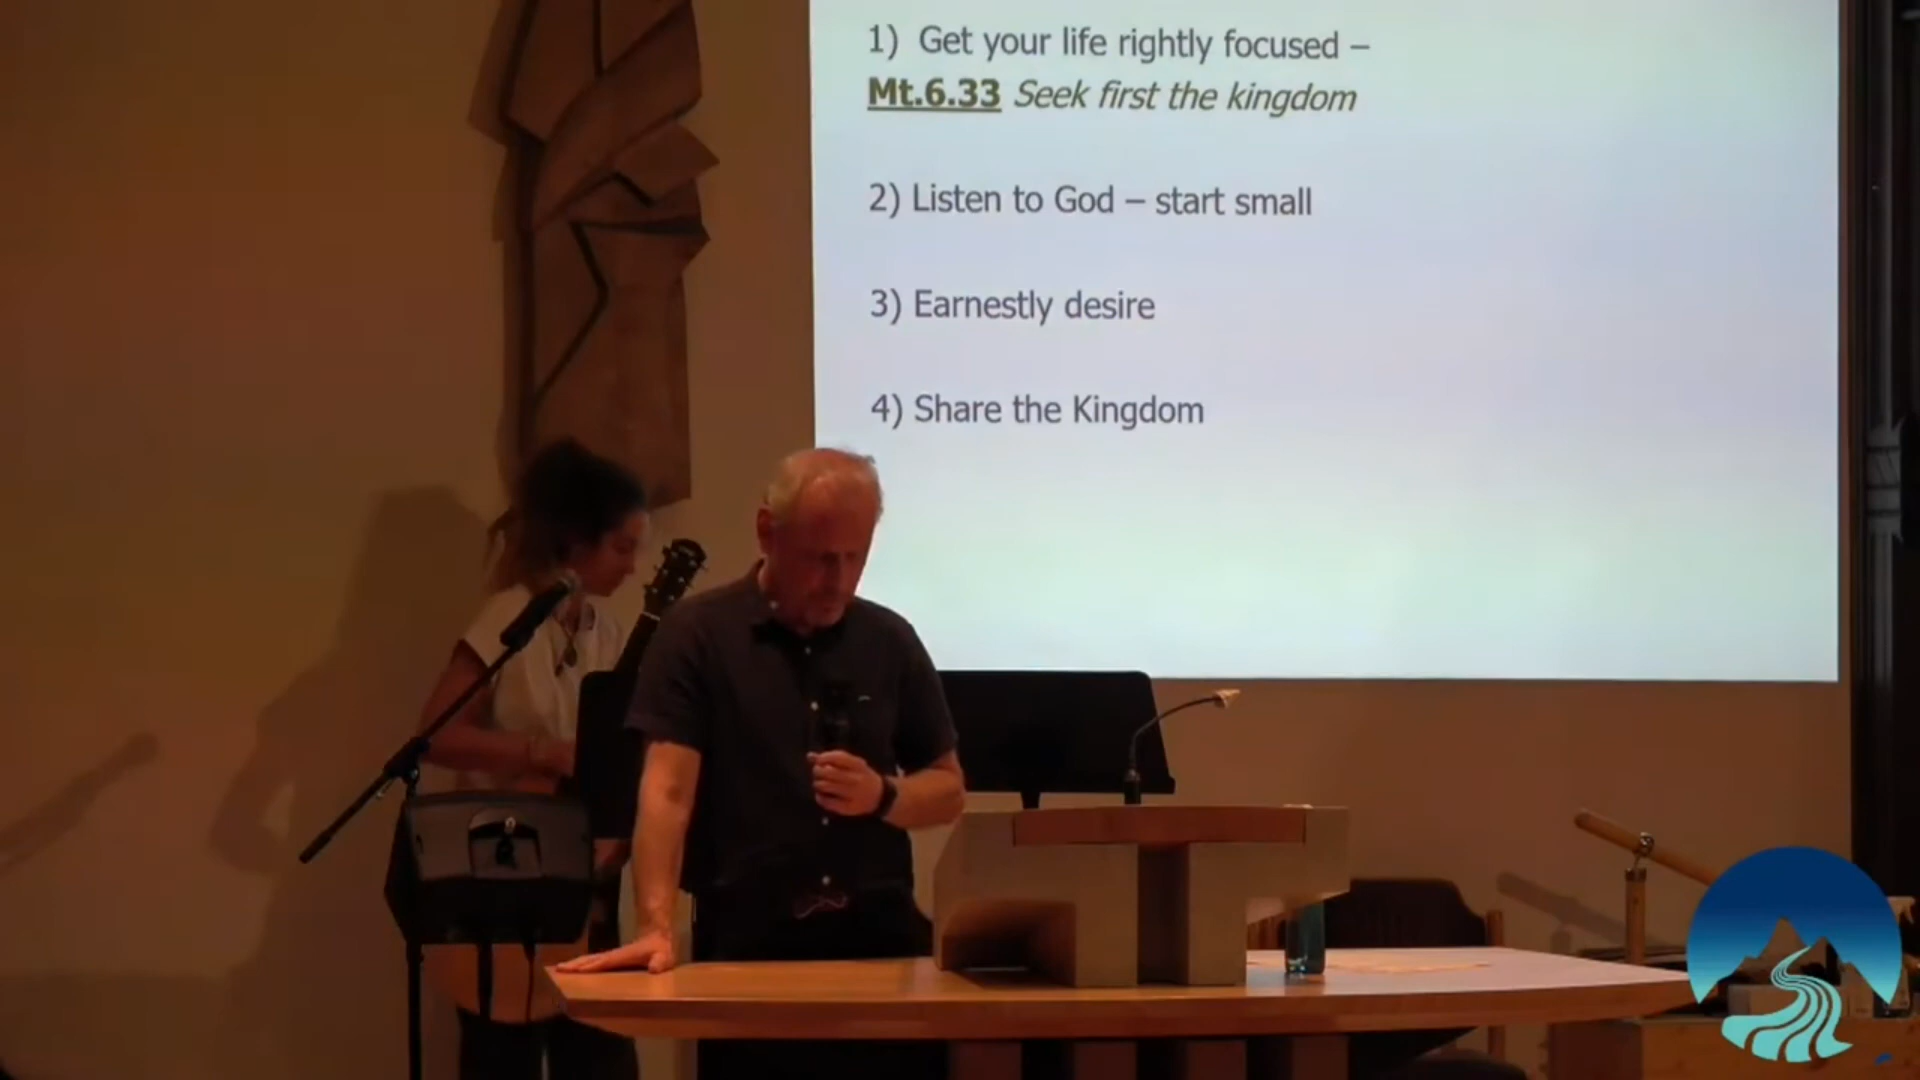 1) Get your life rightly focused –
Mt.6.33 Seek first the kingdom
2) Listen to God – start small
3) Earnestly desire
4) Share the Kingdom